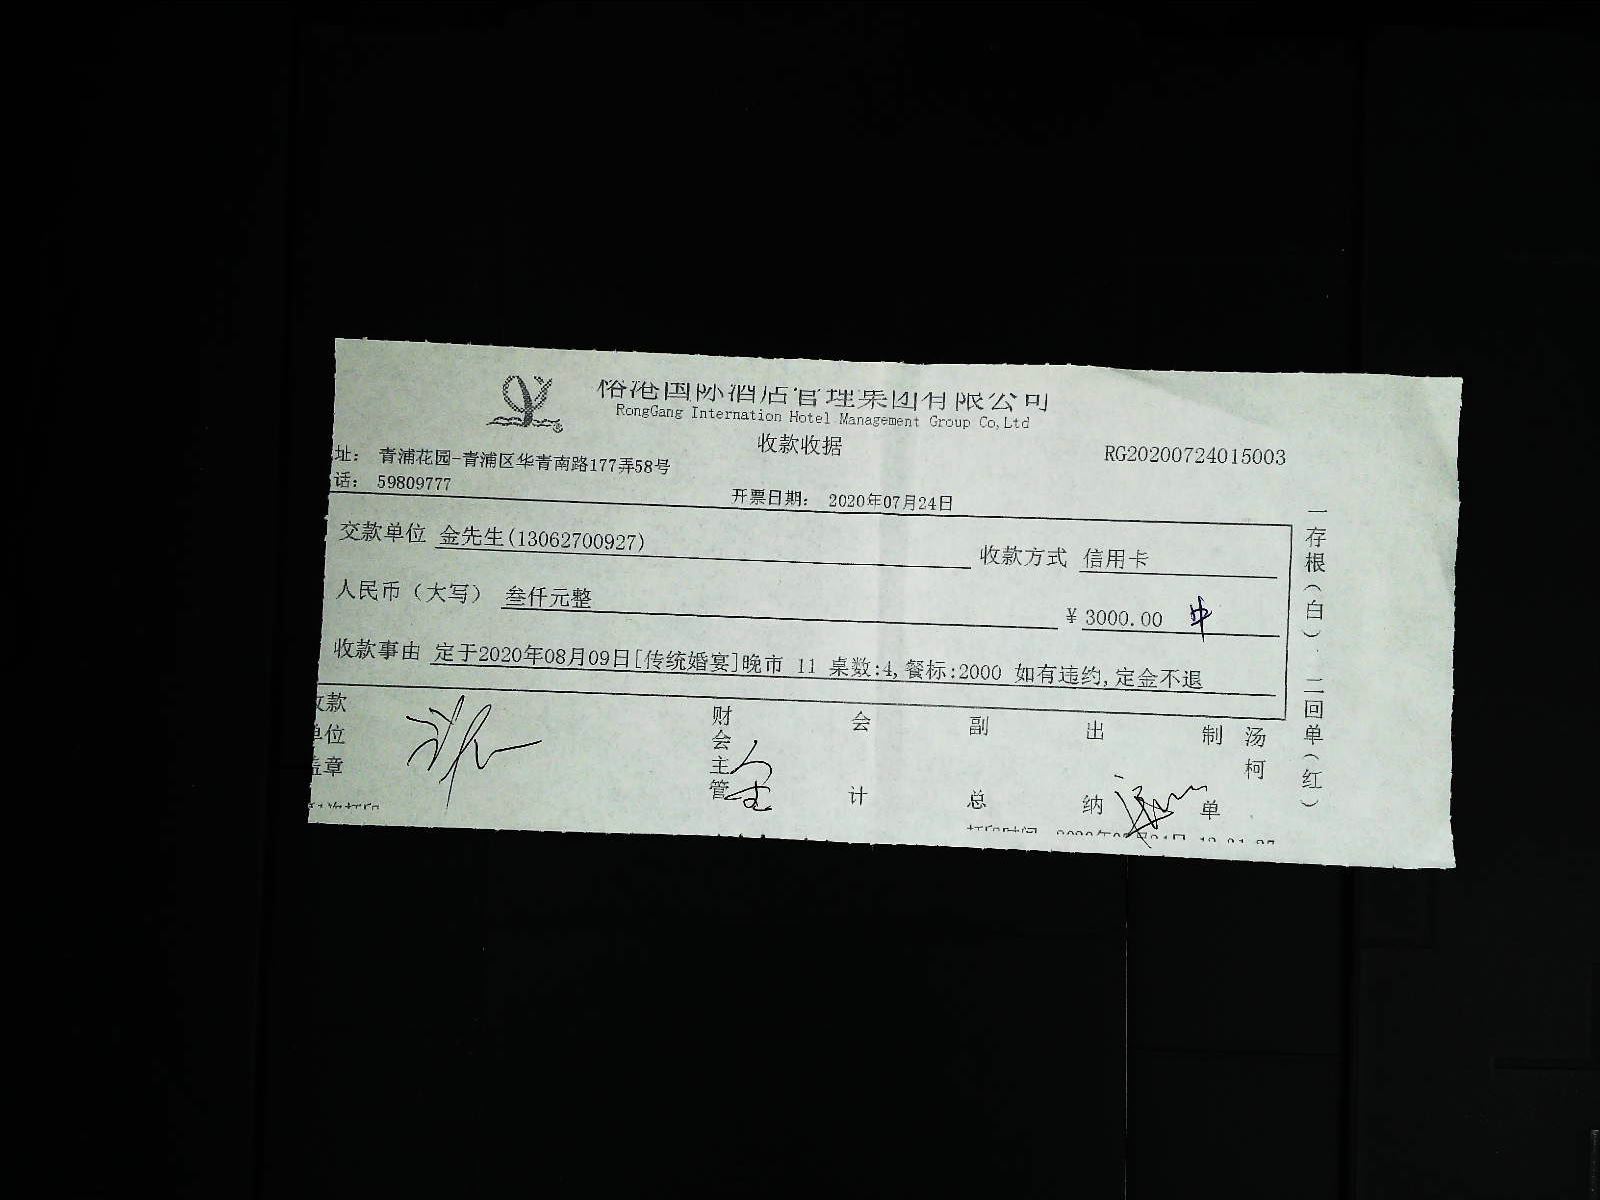 裕港国际酒店管理集团有限公司
RongGang Internation Hotel Management Group Co,Ltd
收款收据
RG20200724015003
址: 青浦花园-青浦区华青南路177弄58号
话: 59809777
开票日期: 2020年07月24日
交款单位 金先生(13062700927)
收款方式 信用卡
人民币（大写） 叁仟元整
¥ 3000.00
收款事由 定于2020年08月09日[传统婚宴]晚市 11 桌数:4,餐标:2000 如有违约,定金不退
收款单位盖章
财会主管
会计
副总
出纳
制单
汤柯
一存根(白)
二回单(红)